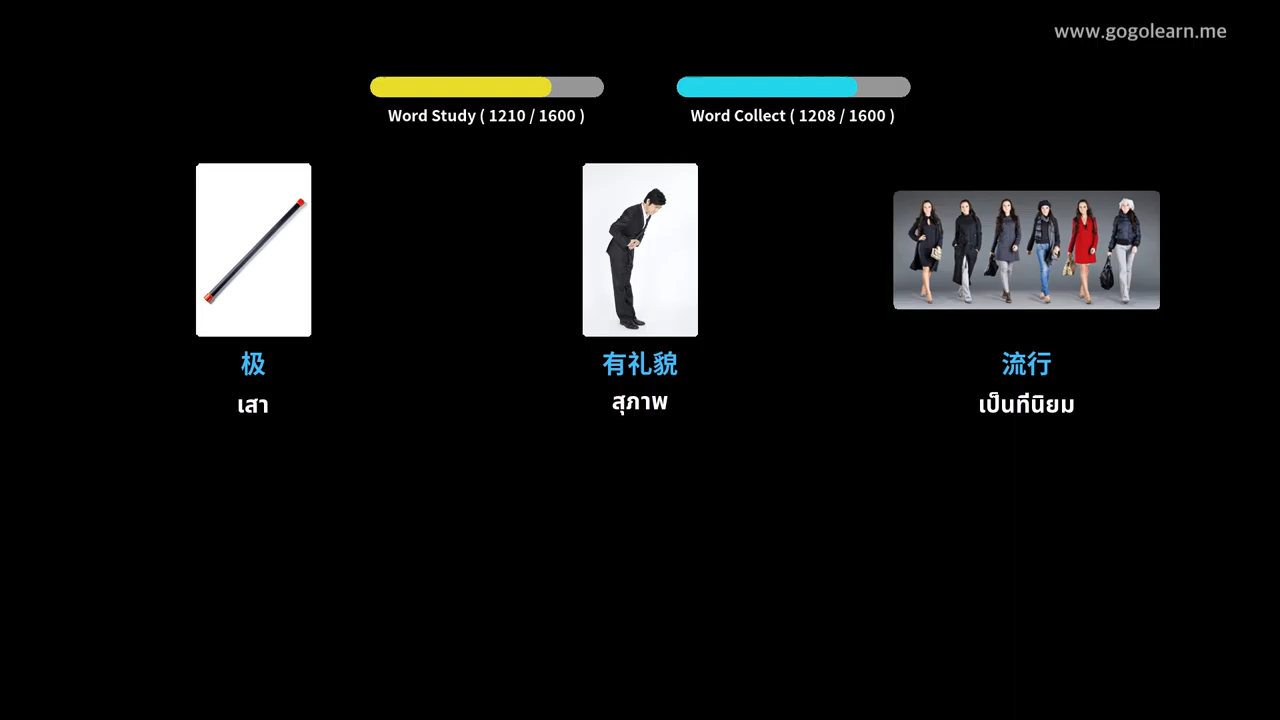 www.gogolearn.me
Word Study ( 1210 / 1600 )
Word Collect ( 1208 / 1600 )
极
有礼貌
流行
เสา
สุภาพ
เป็นที่นิยม